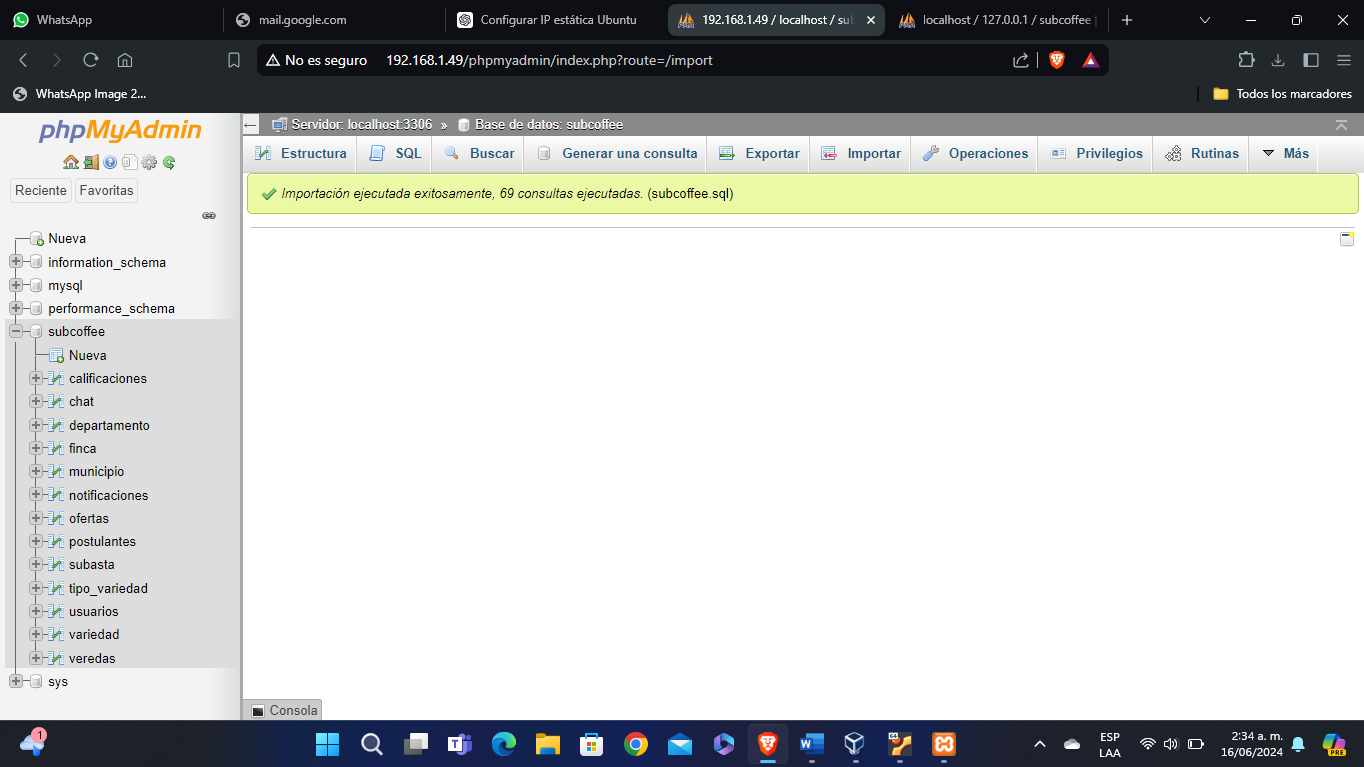 WhatsApp
mail.google.com
Configurar IP estática Ubuntu
192.168.1.49 / localhost / sub
localhost / 127.0.0.1 / subcoffee |
No es seguro
192.168.1.49/phpmyadmin/index.php?route=/import
WhatsApp Image 2...
Todos los marcadores
phpMyAdmin
Servidor: localhost:3306 » Base de datos: subcoffee
Estructura
SQL
Buscar
Generar una consulta
Exportar
Importar
Operaciones
Privilegios
Rutinas
Más
Reciente
Favoritas
Importación ejecutada exitosamente, 69 consultas ejecutadas. (subcoffee.sql)
Nueva
information_schema
mysql
performance_schema
subcoffee
Nueva
calificaciones
chat
departamento
finca
municipio
notificaciones
ofertas
postulantes
subasta
tipo_variedad
usuarios
variedad
veredas
sys
Consola
1
ESP
LAA
2:34 a. m.
16/06/2024
PRE